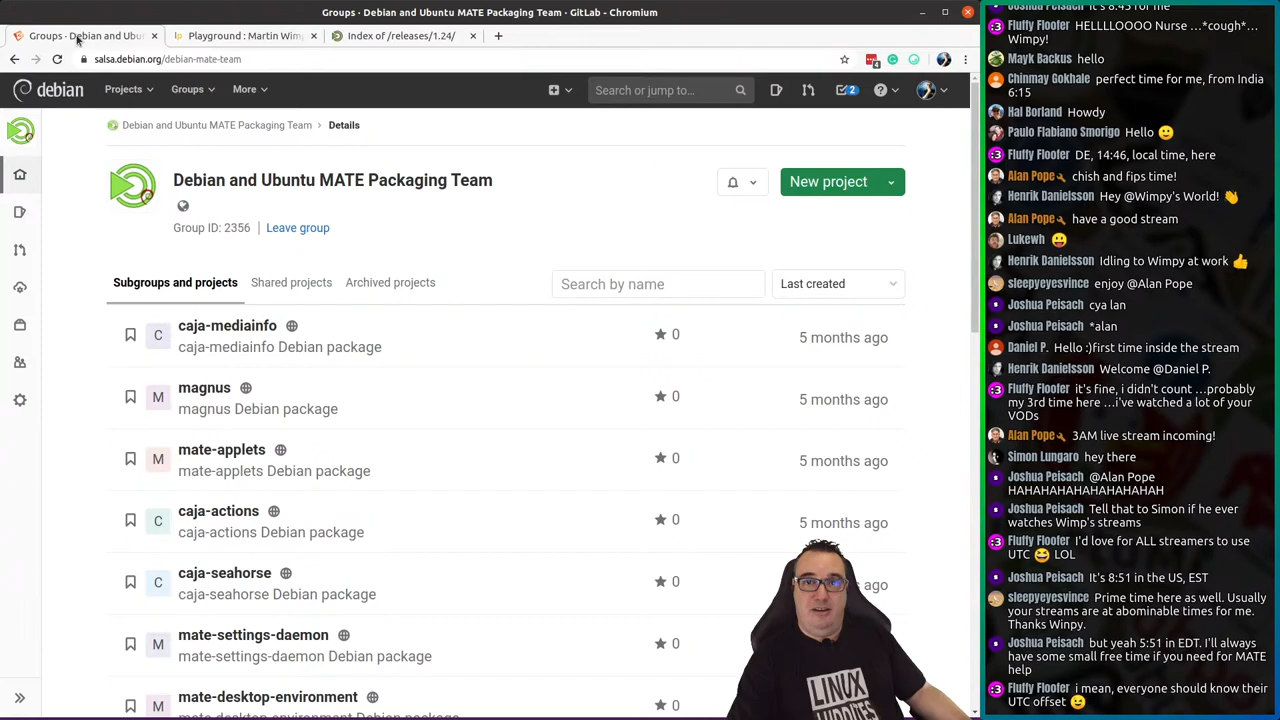 Groups · Debian and Ubuntu MATE Packaging Team · GitLab - Chromium
Groups · Debian and Ubu
Playground : Martin Wim
Index of /releases/1.24/
salsa.debian.org/debian-mate-team
4
debian
Projects
Groups
More
Search or jump to...
2
Debian and Ubuntu MATE Packaging Team
Details
Debian and Ubuntu MATE Packaging Team
New project
Group ID: 2356
Leave group
Subgroups and projects
Shared projects
Archived projects
Search by name
Last created
C
caja-mediainfo
caja-mediainfo Debian package
0
5 months ago
M
magnus
magnus Debian package
0
5 months ago
M
mate-applets
mate-applets Debian package
0
5 months ago
C
caja-actions
caja-actions Debian package
0
5 months ago
C
caja-seahorse
caja-seahorse Debian package
0
ago
M
mate-settings-daemon
mate-settings-daemon Debian package
0
M
mate-desktop-environment
0
LINUX
Joshua Peisach It's 8:45 for me
Fluffy Floofer HELLLLOOOO Nurse ...*cough*...
Wimpy!
Mayk Backus hello
Chinmay Gokhale perfect time for me, from India
6:15
Hal Borland Howdy
Paulo Flabiano Smorigo Hello
Fluffy Floofer DE, 14:46, local time, here
Alan Pope chish and fips time!
Henrik Danielsson Hey @Wimpy's World!
Alan Pope have a good stream
Lukewh
Henrik Danielsson Idling to Wimpy at work
sleepyeyesvince enjoy @Alan Pope
Joshua Peisach cya lan
Joshua Peisach *alan
Daniel P. Hello :)first time inside the stream
Henrik Danielsson Welcome @Daniel P.
Fluffy Floofer it's fine, i didn't count ...probably
my 3rd time here ...i've watched a lot of your
VODs
Alan Pope 3AM live stream incoming!
Simon Lungaro hey there
Joshua Peisach @Alan Pope
HAHAHAHAHAHAHAHAHAH
Joshua Peisach Tell that to Simon if he ever
watches Wimp's streams
Fluffy Floofer I'd love for ALL streamers to use
UTC LOL
Joshua Peisach It's 8:51 in the US, EST
sleepyeyesvince Prime time here as well. Usually
your streams are at abominable times for me.
Thanks Winpy.
Joshua Peisach but yeah 5:51 in EDT. I'll always
have some small free time if you need for MATE
help
Fluffy Floofer i mean, everyone should know their
UTC offset